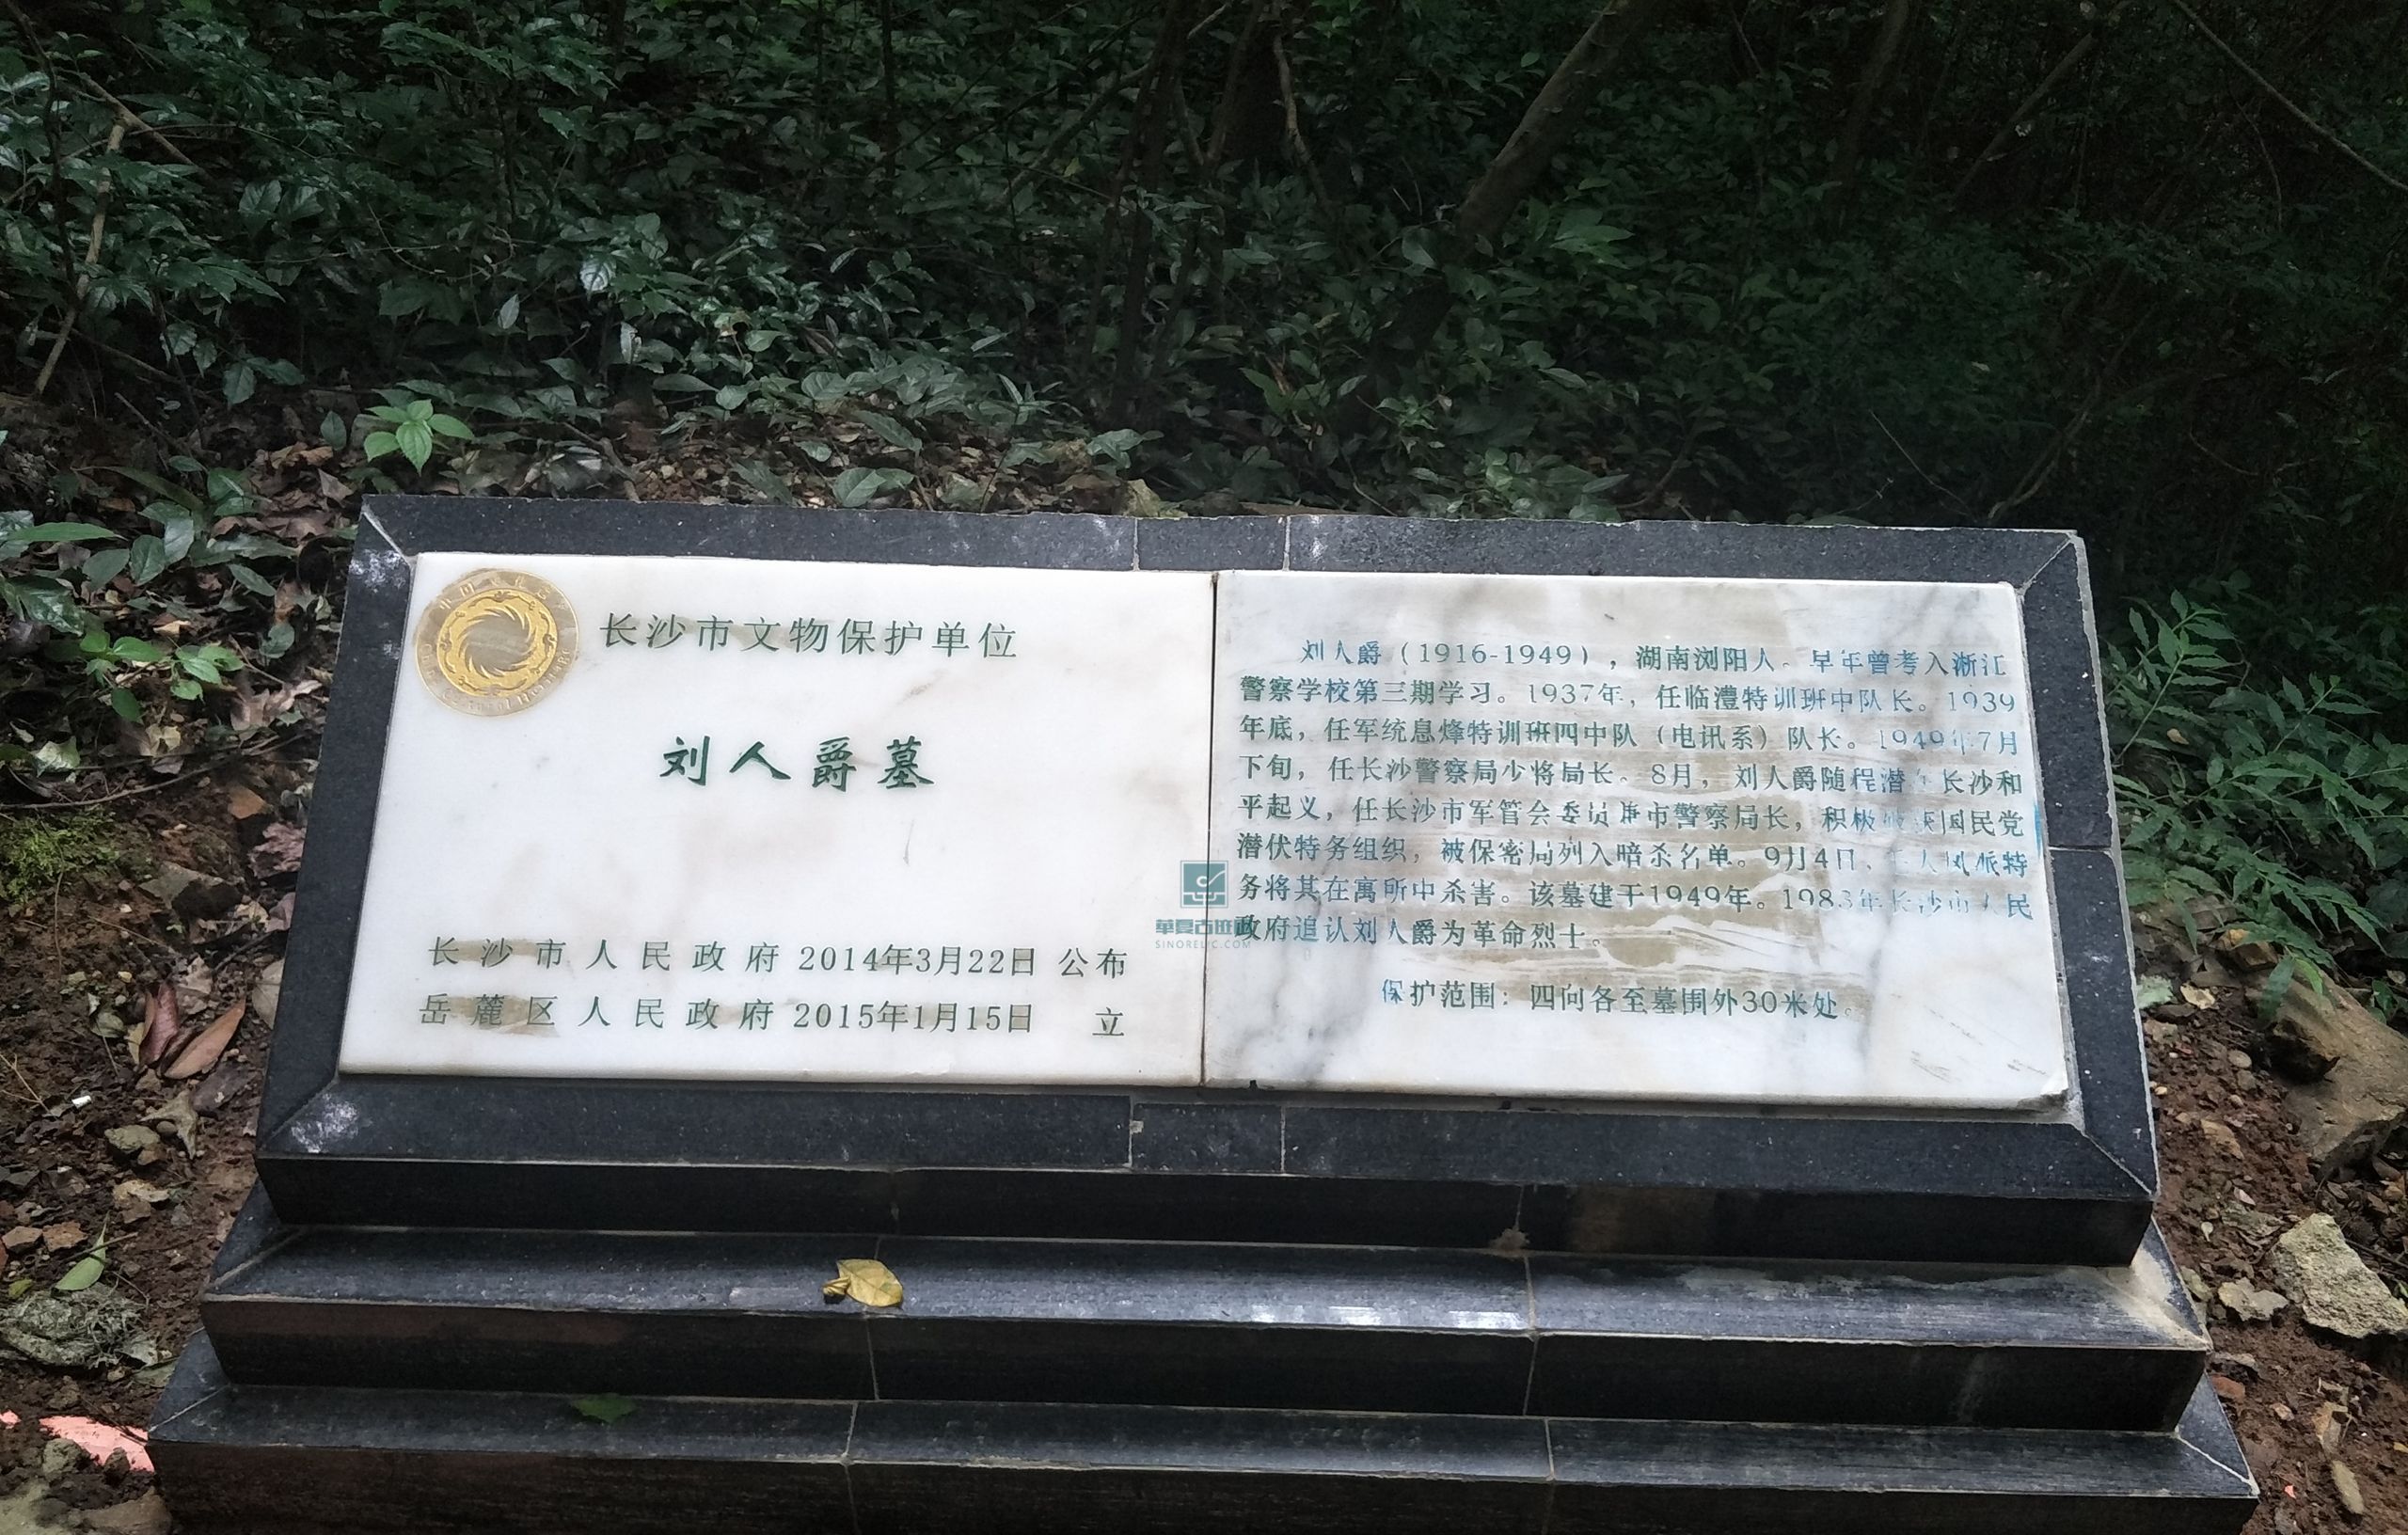 长沙市文物保护单位
刘人爵墓
长沙市人民政府 2014年3月22日 公布
岳麓区人民政府 2015年1月15日 立
刘人爵（1916-1949），湖南浏阳人。早年曾考入浙江
警察学校第三期学习。1937年，任临澧特训班中队长。1939
年底，任军统息烽特训班四中队（电讯系）队长。1949年7月
下旬，任长沙警察局少将局长。8月，刘人爵随程潜 长沙和
平起义，任长沙市军管会委员 市警察局长，积极 国民党
潜伏特务组织，被保密局列入暗杀名单。9月4日， 人凤派特
务将其在寓所中杀害。该墓建于1949年。1983年长沙市人民
政府追认刘人爵为革命烈士。
保护范围：四向各至墓围外30米处。
華夏古迹
SINORELIC.COM